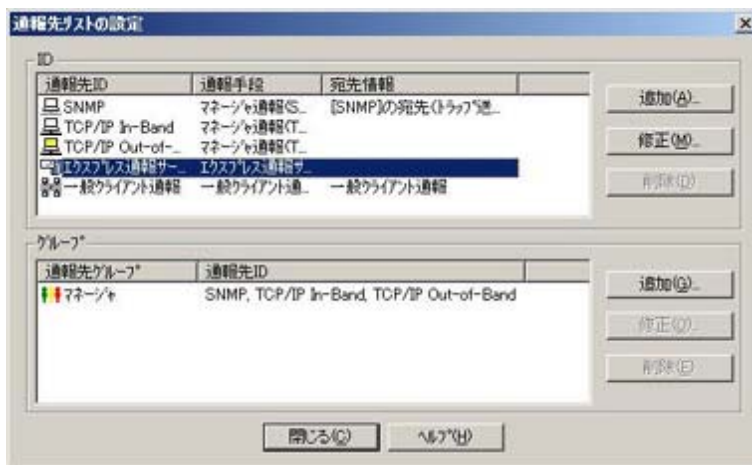 通報先リストの設定
ID
通報先ID 通報手段 宛先情報
SNMP マネージャ通報(S... [SNMP]の宛先(トラップ送...
TCP/IP In-Band マネージャ通報(T...
TCP/IP Out-of-... マネージャ通報(T...
エクスプレス通報サー... エクスプレス通報サ...
一般クライアント通報 一般クライアント通... 一般クライアント通報
追加(A)...
修正(M)...
削除(D)
グループ
通報先グループ 通報先ID
マネージャ SNMP, TCP/IP In-Band, TCP/IP Out-of-Band
追加(G)...
修正(O)...
削除(E)
閉じる(C) ヘルプ(H)